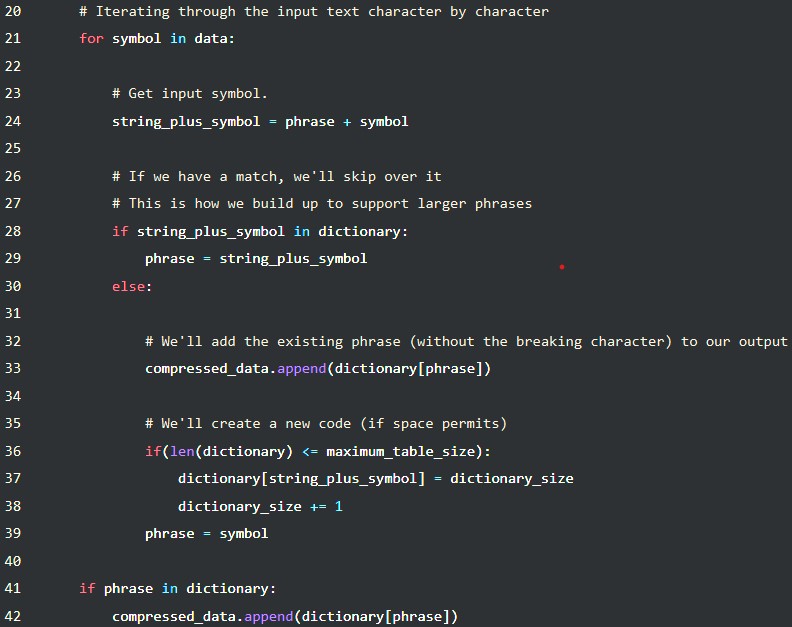 20 # Iterating through the input text character by character
21 for symbol in data:
22
23 # Get input symbol.
24 string_plus_symbol = phrase + symbol
25
26 # If we have a match, we'll skip over it
27 # This is how we build up to support larger phrases
28 if string_plus_symbol in dictionary:
29 phrase = string_plus_symbol
30 else:
31
32 # We'll add the existing phrase (without the breaking character) to our output
33 compressed_data.append(dictionary[phrase])
34
35 # We'll create a new code (if space permits)
36 if(len(dictionary) <= maximum_table_size):
37 dictionary[string_plus_symbol] = dictionary_size
38 dictionary_size += 1
39 phrase = symbol
40
41 if phrase in dictionary:
42 compressed_data.append(dictionary[phrase])